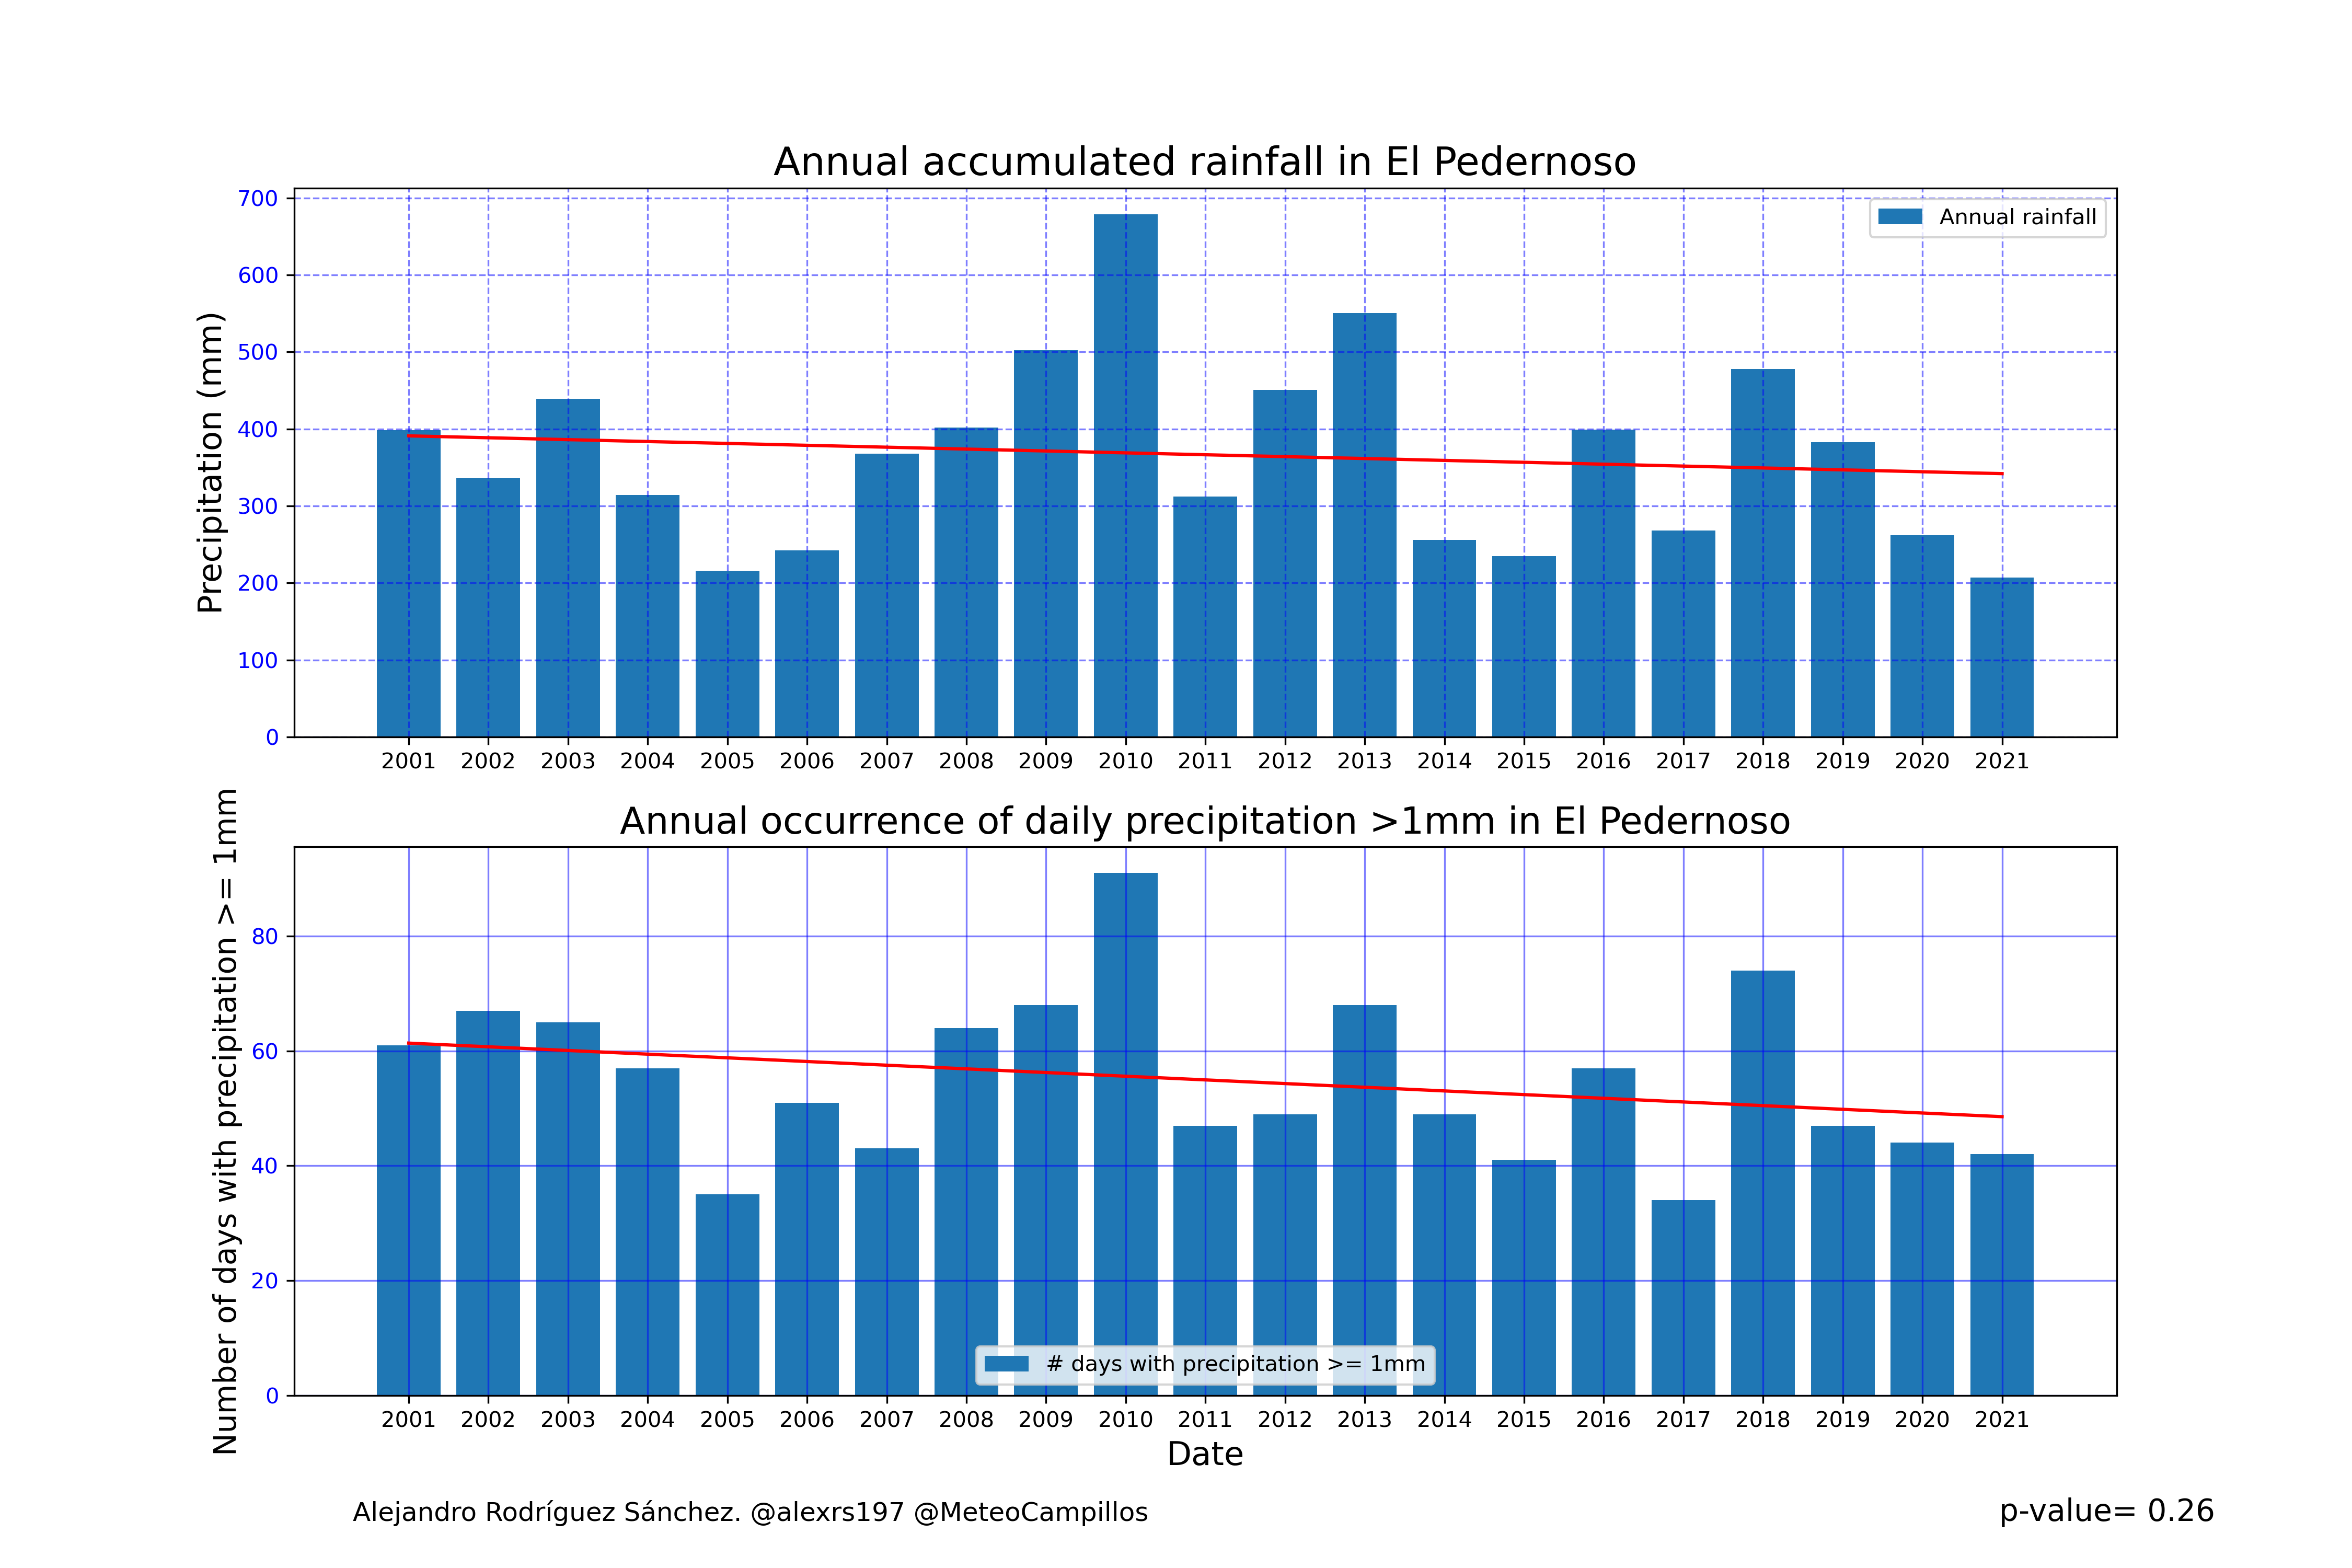 Annual accumulated rainfall in El Pedernoso
Precipitation (mm)
700
600
500
400
300
200
100
0
Annual rainfall
2001 2002 2003 2004 2005 2006 2007 2008 2009 2010 2011 2012 2013 2014 2015 2016 2017 2018 2019 2020 2021
Annual occurrence of daily precipitation >1mm in El Pedernoso
Number of days with precipitation >= 1mm
80
60
40
20
0
# days with precipitation >= 1mm
2001 2002 2003 2004 2005 2006 2007 2008 2009 2010 2011 2012 2013 2014 2015 2016 2017 2018 2019 2020 2021
Date
Alejandro Rodríguez Sánchez. @alexrs197 @MeteoCampillos
p-value= 0.26